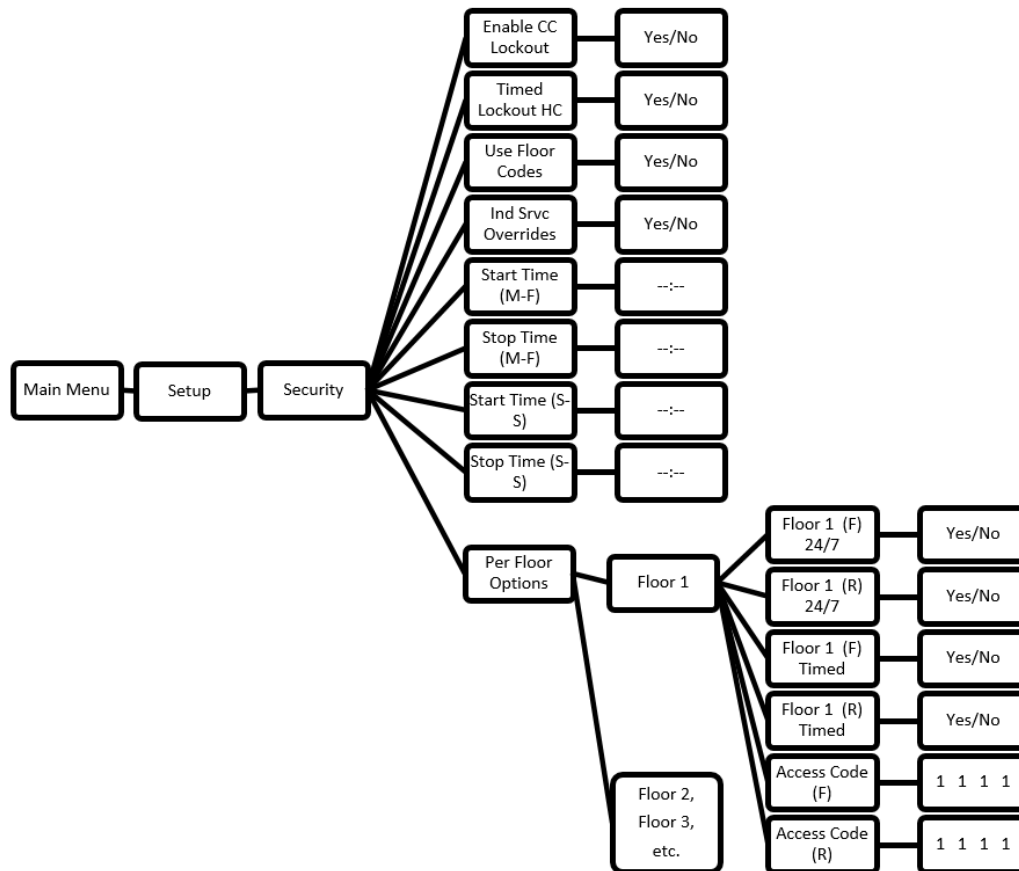 Enable CC
Lockout
Yes/No
Timed
Lockout HC
Yes/No
Use Floor
Codes
Yes/No
Ind Srvc
Overrides
Yes/No
Start Time
(M-F)
--:--
Stop Time
(M-F)
--:--
Main Menu
Setup
Security
Start Time (S-
S)
--:--
Stop Time (S-
S)
--:--
Per Floor
Options
Floor 1
Floor 1 (F)
24/7
Yes/No
Floor 1 (R)
24/7
Yes/No
Floor 1 (F)
Timed
Yes/No
Floor 1 (R)
Timed
Yes/No
Access Code
(F)
1 1 1 1
Access Code
(R)
1 1 1 1
Floor 2,
Floor 3,
etc.